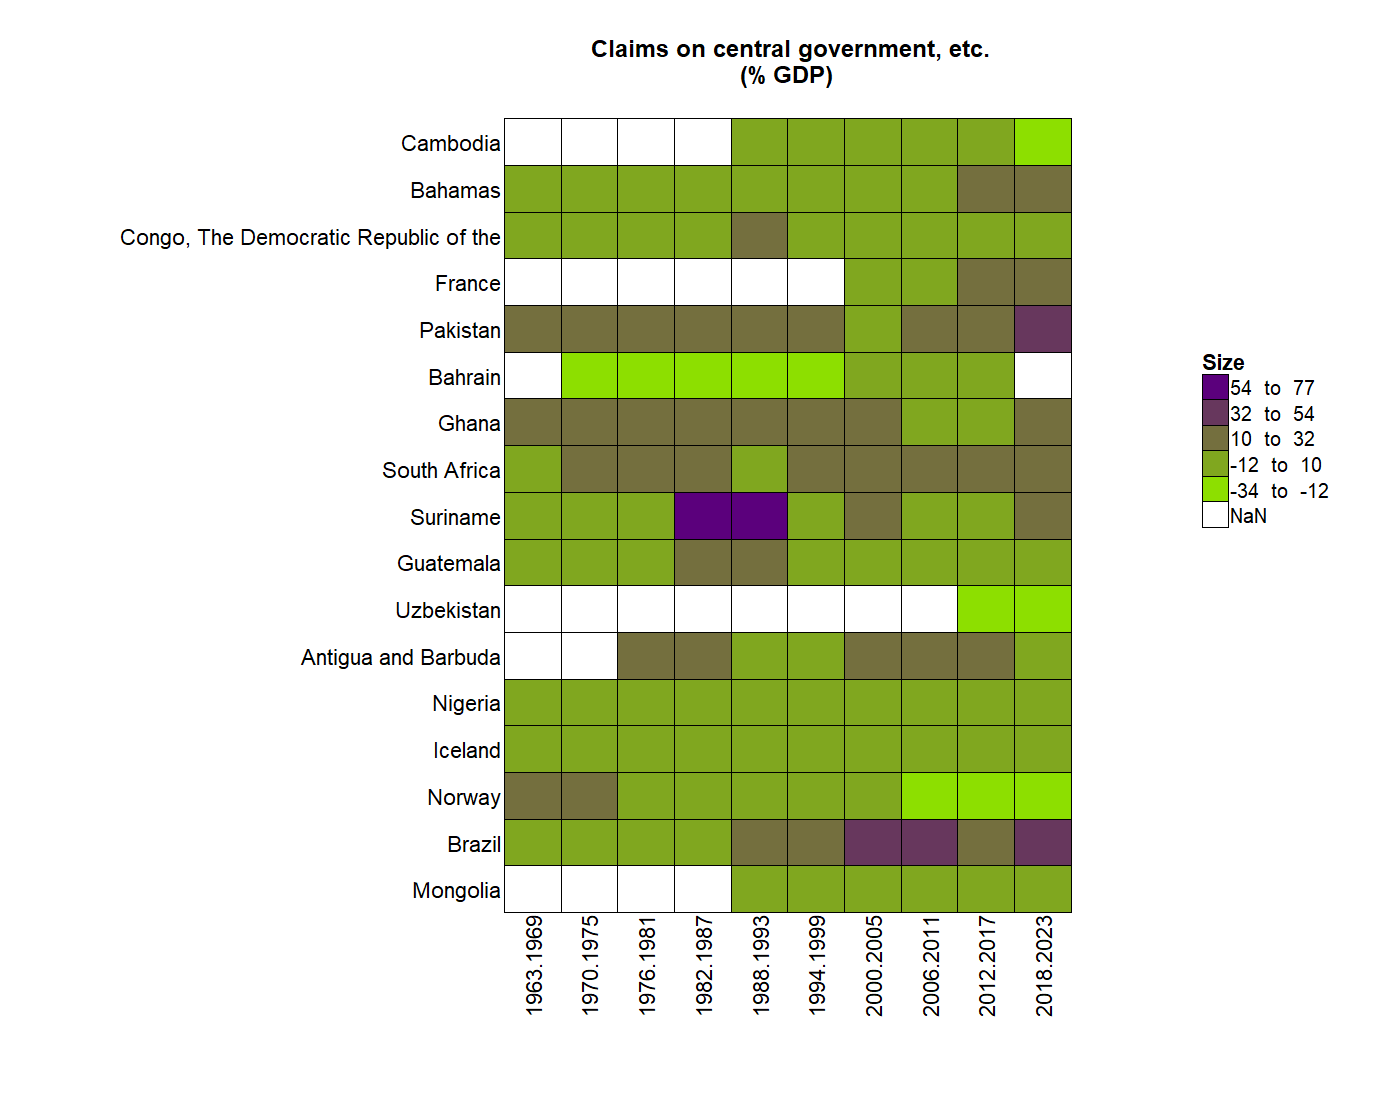 Claims on central government, etc.
(% GDP)
Cambodia
Bahamas
Congo, The Democratic Republic of the
France
Pakistan
Bahrain
Ghana
South Africa
Suriname
Guatemala
Uzbekistan
Antigua and Barbuda
Nigeria
Iceland
Norway
Brazil
Mongolia
1963.1969
1970.1975
1976.1981
1982.1987
1988.1993
1994.1999
2000.2005
2006.2011
2012.2017
2018.2023
Size
54 to 77
32 to 54
10 to 32
-12 to 10
-34 to -12
NaN